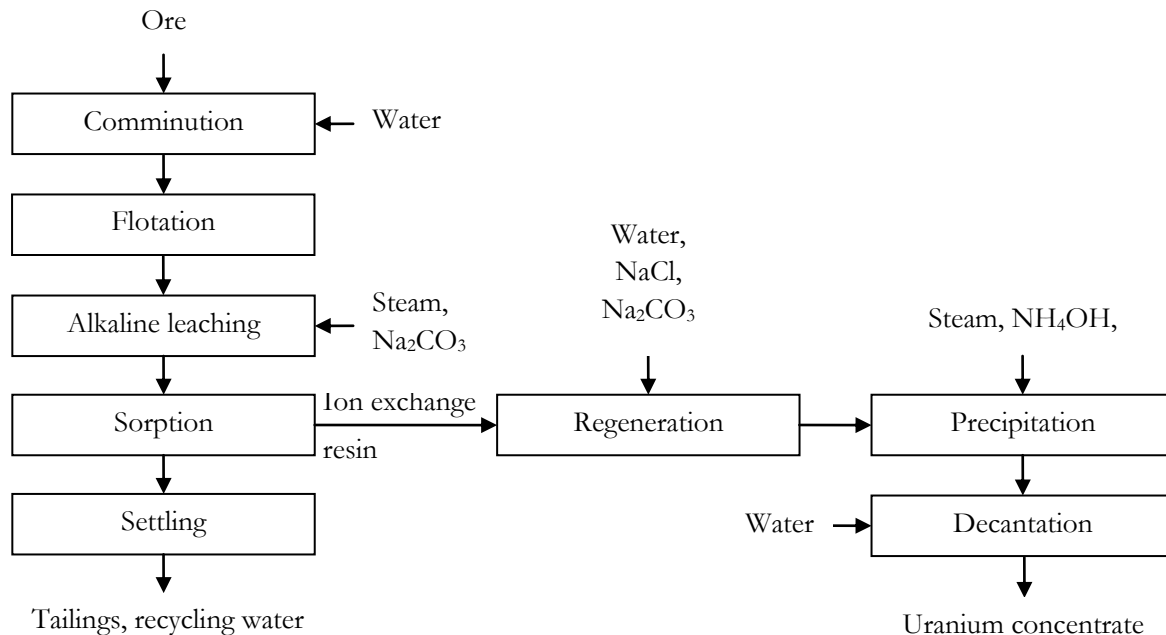 Ore
Comminution
Water
Flotation
Alkaline leaching
Steam,
Na₂CO₃
Sorption
Ion exchange
resin
Settling
Tailings, recycling water
Water,
NaCl,
Na₂CO₃
Regeneration
Steam, NH₄OH,
Precipitation
Water
Decantation
Uranium concentrate